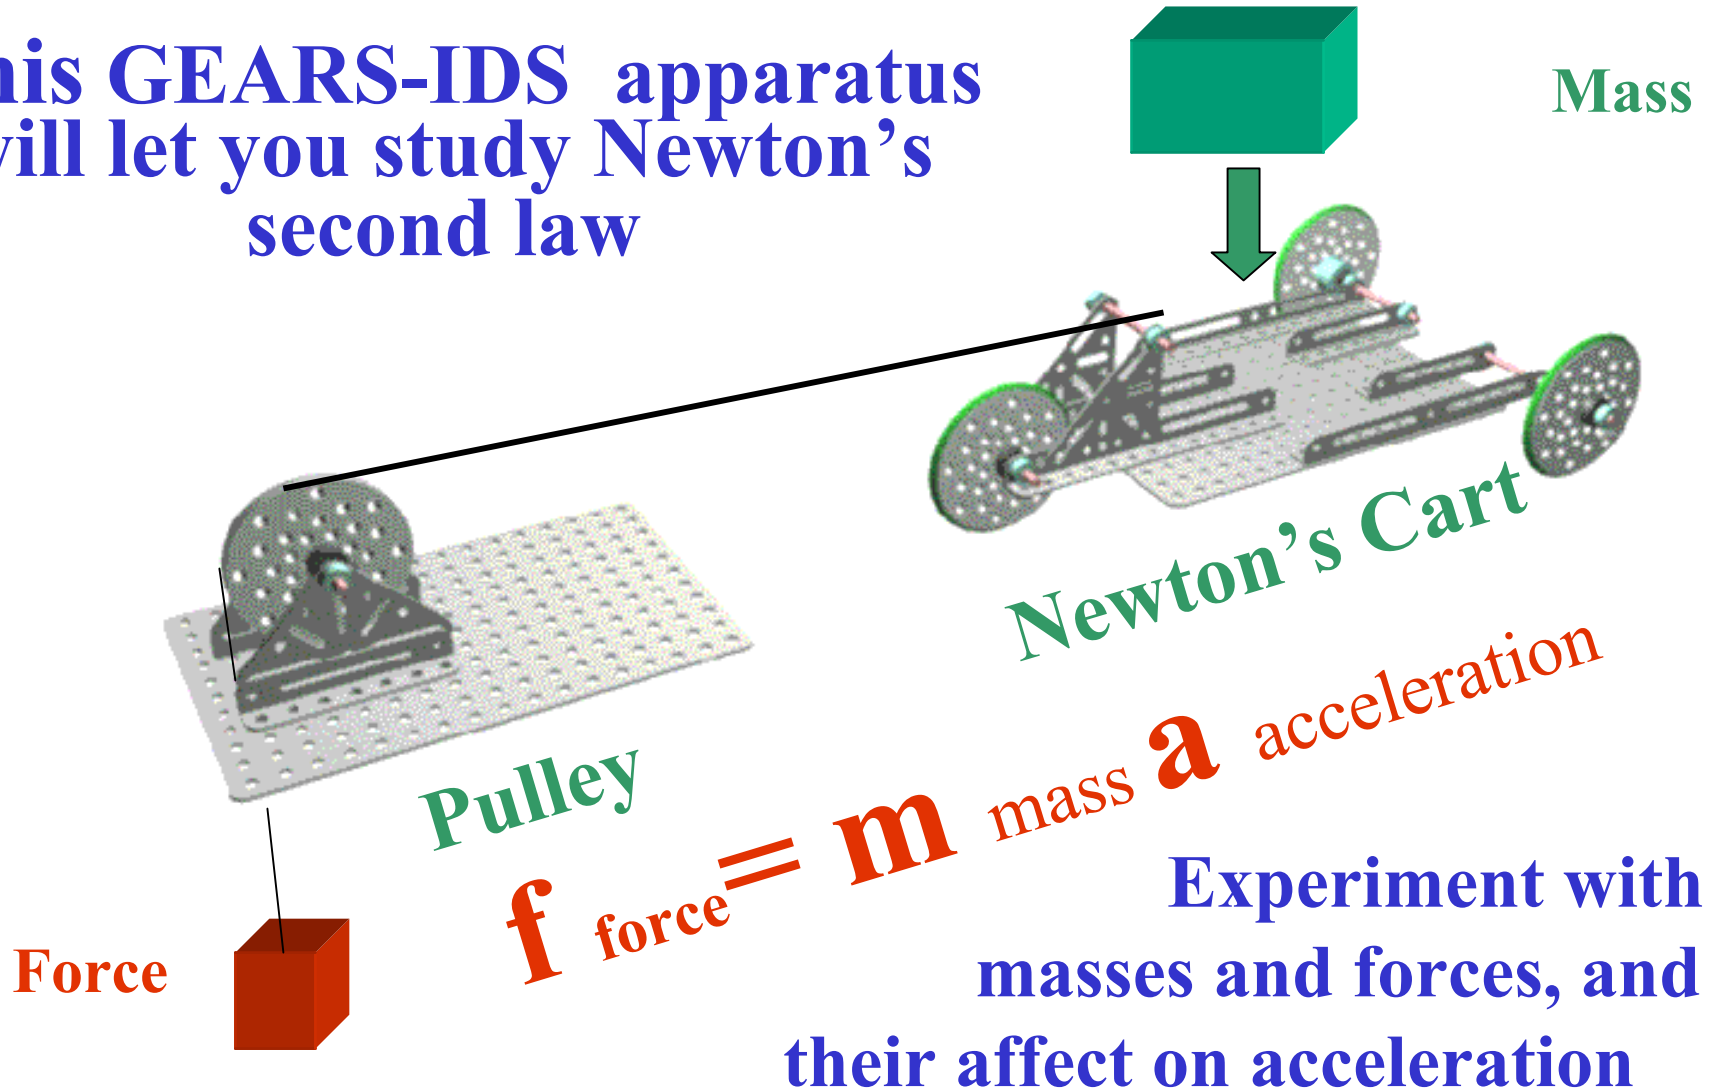 his GEARS-IDS apparatus
will let you study Newton's
second law
Mass
Newton's Cart
Pulley
f force = m mass a acceleration
Force
Experiment with
masses and forces, and
their affect on acceleration